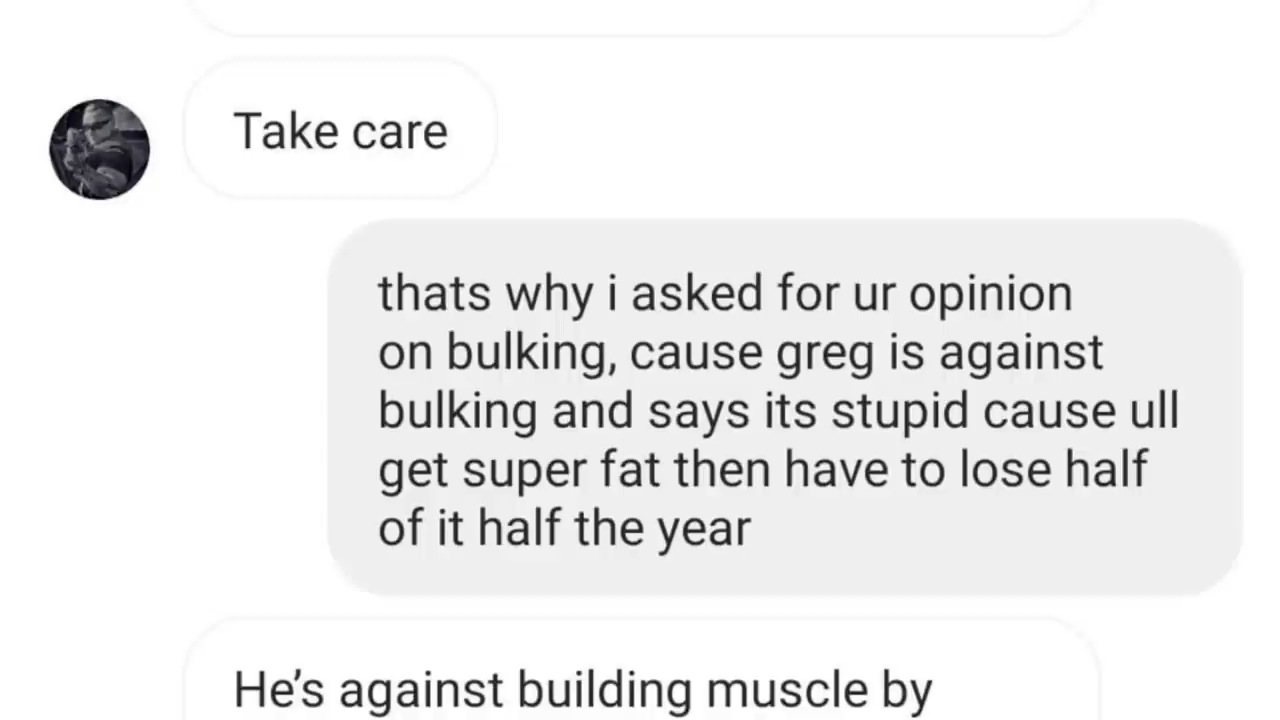 Take care
thats why i asked for ur opinion
on bulking, cause greg is against
bulking and says its stupid cause ull
get super fat then have to lose half
of it half the year
He’s against building muscle by